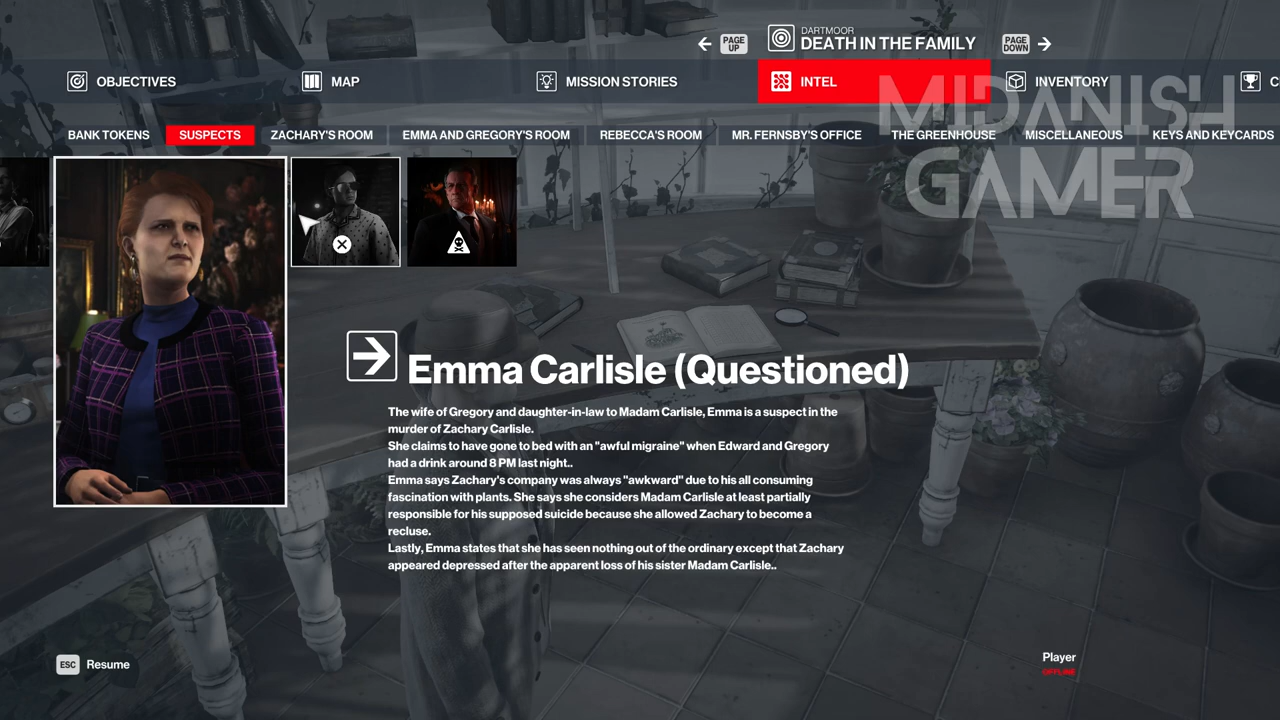 PAGE UP
DARTMOOR
DEATH IN THE FAMILY
PAGE DOWN
OBJECTIVES
MAP
MISSION STORIES
INTEL
INVENTORY
C
MIDANISH
GAMER
BANK TOKENS
SUSPECTS
ZACHARY'S ROOM
EMMA AND GREGORY'S ROOM
REBECCA'S ROOM
MR. FERNSBY'S OFFICE
THE GREENHOUSE
MISCELLANEOUS
KEYS AND KEYCARDS
Emma Carlisle (Questioned)
The wife of Gregory and daughter-in-law to Madam Carlisle, Emma is a suspect in the
murder of Zachary Carlisle.
She claims to have gone to bed with an "awful migraine" when Edward and Gregory
had a drink around 8 PM last night..
Emma says Zachary's company was always "awkward" due to his all consuming
fascination with plants. She says she considers Madam Carlisle at least partially
responsible for his supposed suicide because she allowed Zachary to become a
recluse.
Lastly, Emma states that she has seen nothing out of the ordinary except that Zachary
appeared depressed after the apparent loss of his sister Madam Carlisle..
ESC Resume
Player
OFFLINE